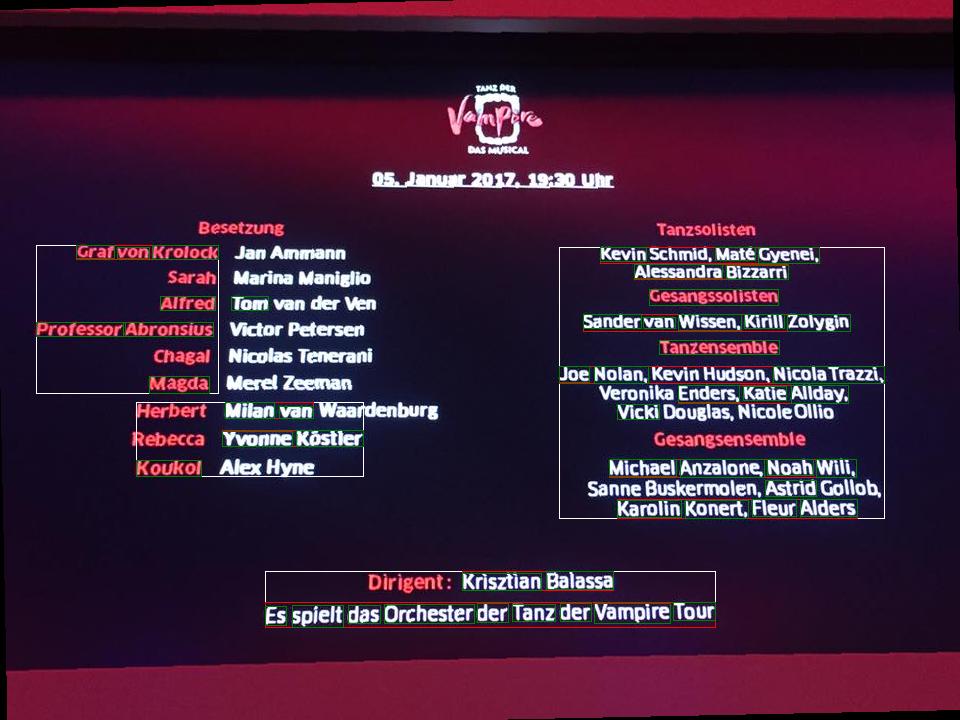 TANZ DER
Vampire
DAS MUSICAL
05. Januar 2017, 19:30 Uhr
Besetzung
Graf von Krolock Jan Ammann
Sarah Marina Maniglio
Alfred Tom van der Ven
Professor Abronsius Victor Petersen
Chagal Nicolas Tenerani
Magda Merel Zeeman
Herbert Milan van Waardenburg
Rebecca Yvonne Köstler
Koukol Alex Hyne
Tanzsolisten
Kevin Schmid, Maté Gyenei,
Alessandra Bizzarri
Gesangssolisten
Sander van Wissen, Kirill Zolygin
Tanzensemble
Joe Nolan, Kevin Hudson, Nicola Trazzi,
Veronika Enders, Katie Allday,
Vicki Douglas, Nicole Ollio
Gesangsensemble
Michael Anzalone, Noah Wili,
Sanne Buskermolen, Astrid Gollob,
Karolin Konert, Fleur Alders
Dirigent: Krisztian Balassa
Es spielt das Orchester der Tanz der Vampire Tour